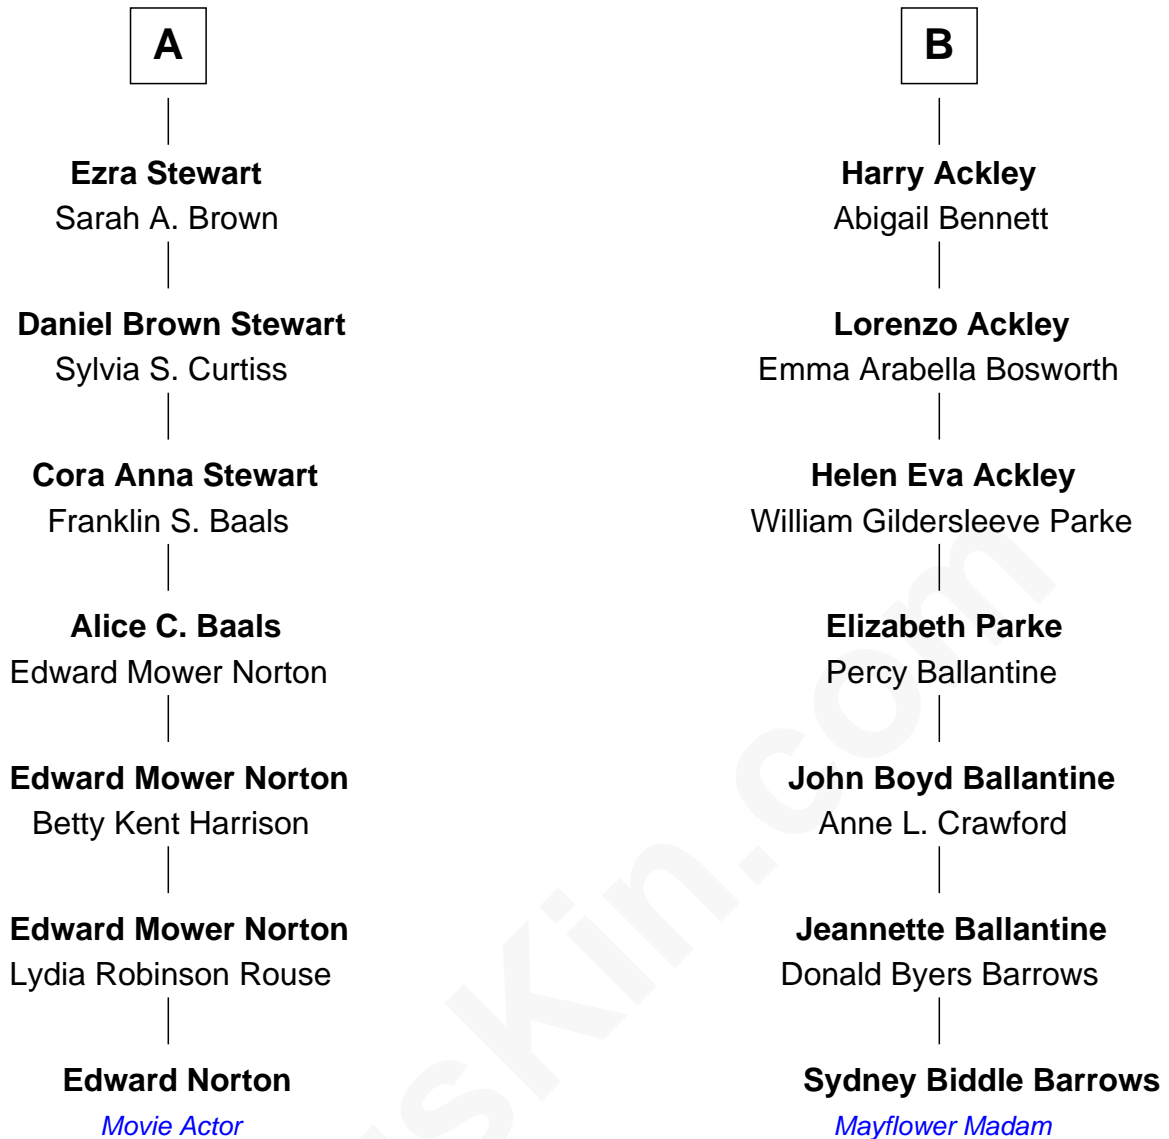 A
Ezra Stewart
Sarah A. Brown
Daniel Brown Stewart
Sylvia S. Curtiss
Cora Anna Stewart
Franklin S. Baals
Alice C. Baals
Edward Mower Norton
Edward Mower Norton
Betty Kent Harrison
Edward Mower Norton
Lydia Robinson Rouse
Edward Norton
Movie Actor
B
Harry Ackley
Abigail Bennett
Lorenzo Ackley
Emma Arabella Bosworth
Helen Eva Ackley
William Gildersleeve Parke
Elizabeth Parke
Percy Ballantine
John Boyd Ballantine
Anne L. Crawford
Jeannette Ballantine
Donald Byers Barrows
Sydney Biddle Barrows
Mayflower Madam